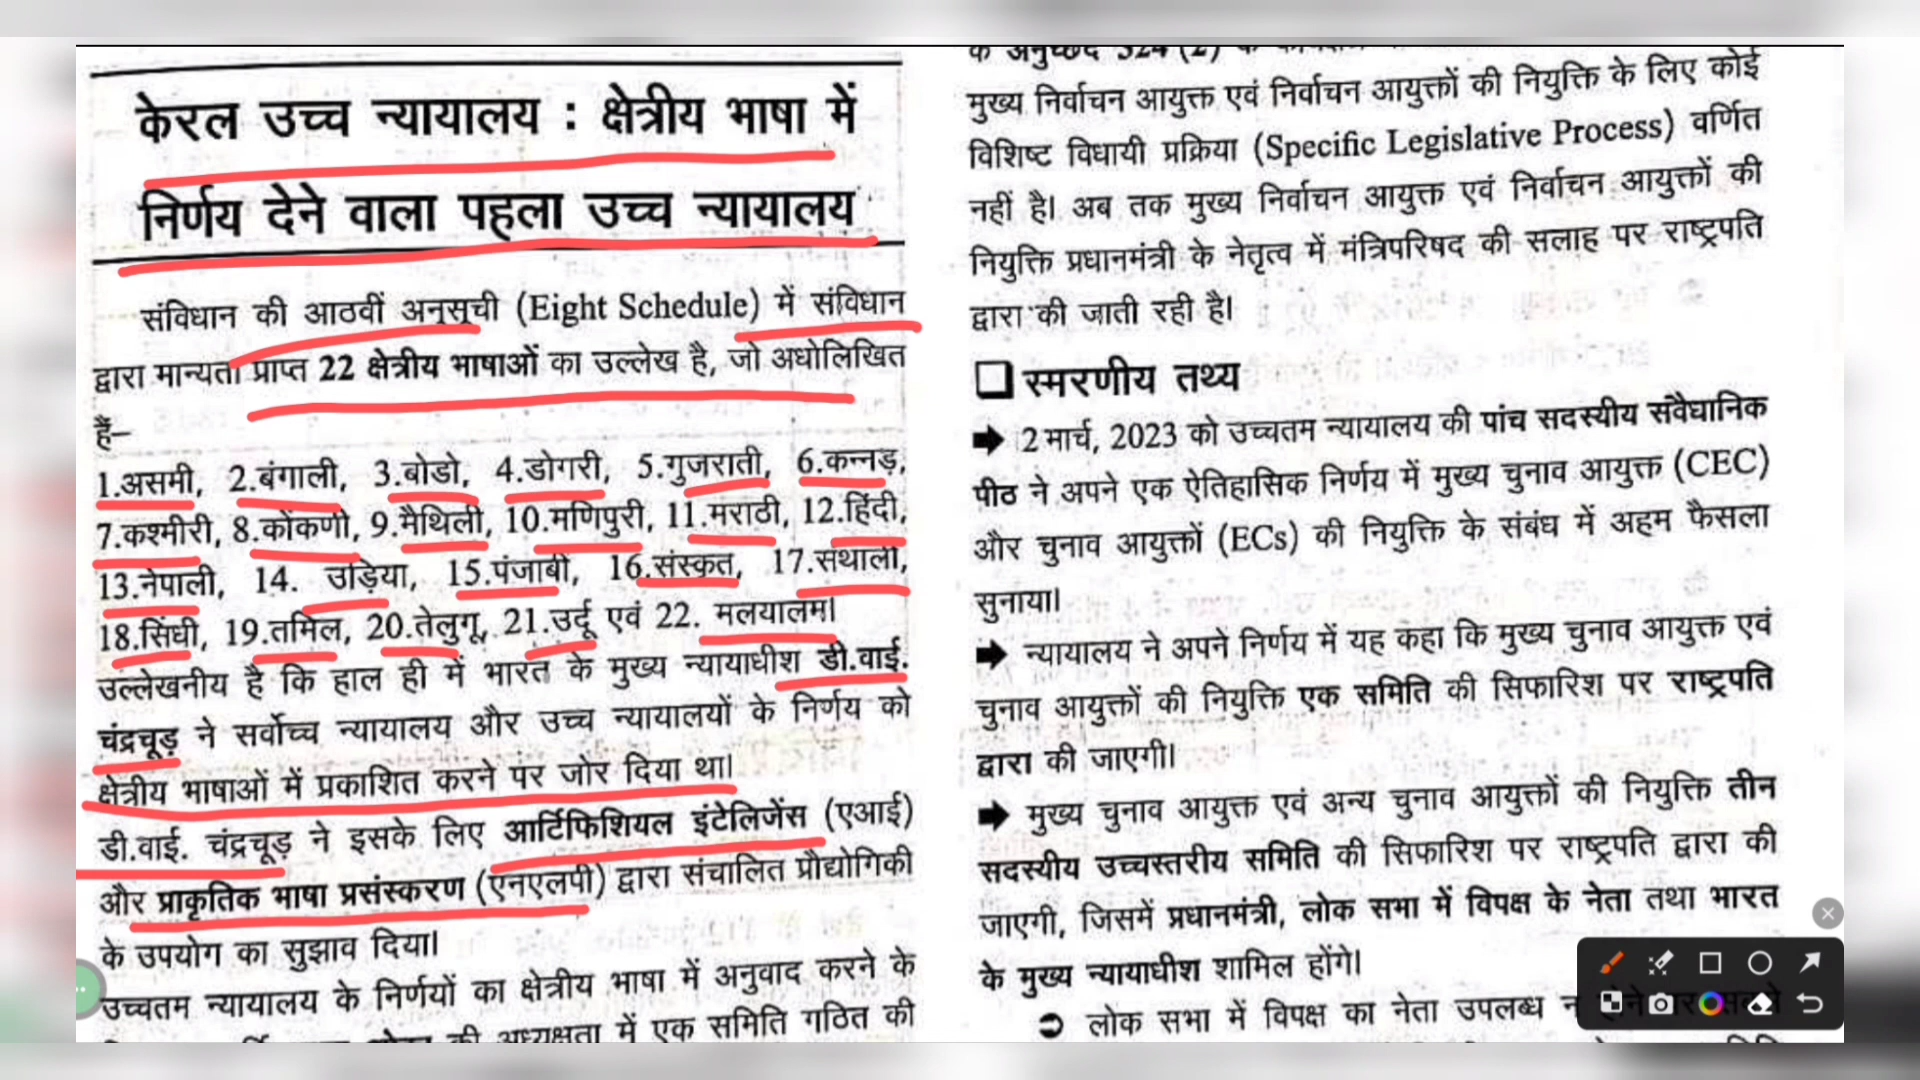 केरल उच्च न्यायालय : क्षेत्रीय भाषा में
निर्णय देने वाला पहला उच्च न्यायालय
संविधान की आठवीं अनुसूची (Eight Schedule) में संविधान
द्वारा मान्यता प्राप्त 22 क्षेत्रीय भाषाओं का उल्लेख है, जो अधोलिखित
हैं–
1.असमी, 2.बंगाली, 3.बोडो, 4.डोगरी, 5.गुजराती, 6.कन्नड़,
7.कश्मीरी, 8.कोंकणी, 9.मैथिली, 10.मणिपुरी, 11.मराठी, 12.हिंदी,
13.नेपाली, 14. उड़िया, 15.पंजाबी, 16.संस्कृत, 17.संथाली,
18.सिंधी, 19.तमिल, 20.तेलुगू, 21.उर्दू एवं 22. मलयालम।
उल्लेखनीय है कि हाल ही में भारत के मुख्य न्यायाधीश डी.वाई.
चंद्रचूड़ ने सर्वोच्च न्यायालय और उच्च न्यायालयों के निर्णय को
क्षेत्रीय भाषाओं में प्रकाशित करने पर जोर दिया था।
डी.वाई. चंद्रचूड़ ने इसके लिए आर्टिफिशियल इंटेलिजेंस (एआई)
और प्राकृतिक भाषा प्रसंस्करण (एनएलपी) द्वारा संचालित प्रौद्योगिकी
के उपयोग का सुझाव दिया।
उच्चतम न्यायालय के निर्णयों का क्षेत्रीय भाषा में अनुवाद करने के
की अध्यक्षता में एक समिति गठित की
के अनुच्छेद 324 (2) के
मुख्य निर्वाचन आयुक्त एवं निर्वाचन आयुक्तों की नियुक्ति के लिए कोई
विशिष्ट विधायी प्रक्रिया (Specific Legislative Process) वर्णित
नहीं है। अब तक मुख्य निर्वाचन आयुक्त एवं निर्वाचन आयुक्तों की
नियुक्ति प्रधानमंत्री के नेतृत्व में मंत्रिपरिषद की सलाह पर राष्ट्रपति
द्वारा की जाती रही है।
स्मरणीय तथ्य
2 मार्च, 2023 को उच्चतम न्यायालय की पांच सदस्यीय संवैधानिक
पीठ ने अपने एक ऐतिहासिक निर्णय में मुख्य चुनाव आयुक्त (CEC)
और चुनाव आयुक्तों (ECs) की नियुक्ति के संबंध में अहम फैसला
सुनाया।
न्यायालय ने अपने निर्णय में यह कहा कि मुख्य चुनाव आयुक्त एवं
चुनाव आयुक्तों की नियुक्ति एक समिति की सिफारिश पर राष्ट्रपति
द्वारा की जाएगी।
मुख्य चुनाव आयुक्त एवं अन्य चुनाव आयुक्तों की नियुक्ति तीन
सदस्यीय उच्चस्तरीय समिति की सिफारिश पर राष्ट्रपति द्वारा की
जाएगी, जिसमें प्रधानमंत्री, लोक सभा में विपक्ष के नेता तथा भारत
के मुख्य न्यायाधीश शामिल होंगे।
लोक सभा में विपक्ष का नेता उपलब्ध